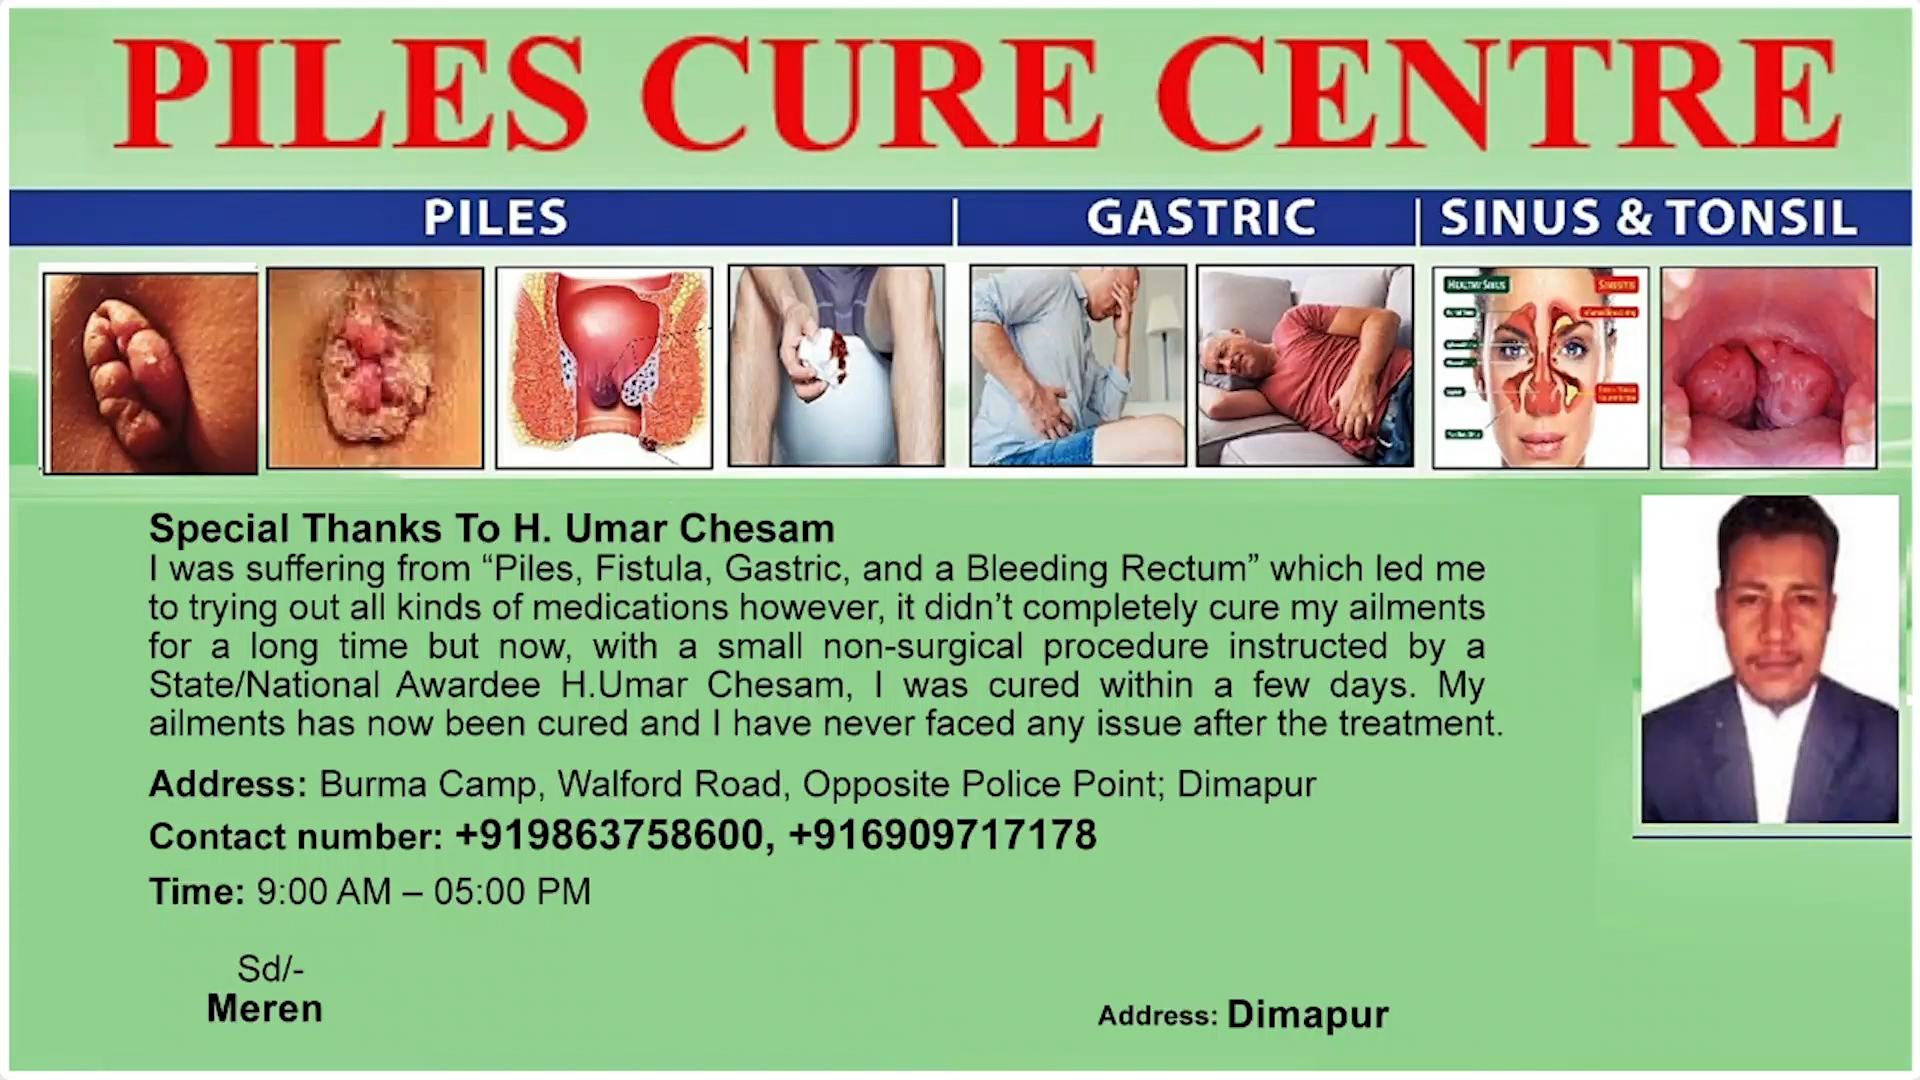 PILES CURE CENTRE
PILES | GASTRIC | SINUS & TONSIL
HEALTHY SINUS
SINUSITIS
Special Thanks To H. Umar Chesam
I was suffering from “Piles, Fistula, Gastric, and a Bleeding Rectum” which led me
to trying out all kinds of medications however, it didn’t completely cure my ailments
for a long time but now, with a small non-surgical procedure instructed by a
State/National Awardee H.Umar Chesam, I was cured within a few days. My
ailments has now been cured and I have never faced any issue after the treatment.
Address: Burma Camp, Walford Road, Opposite Police Point; Dimapur
Contact number: +919863758600, +916909717178
Time: 9:00 AM – 05:00 PM
Sd/-
Meren
Address: Dimapur